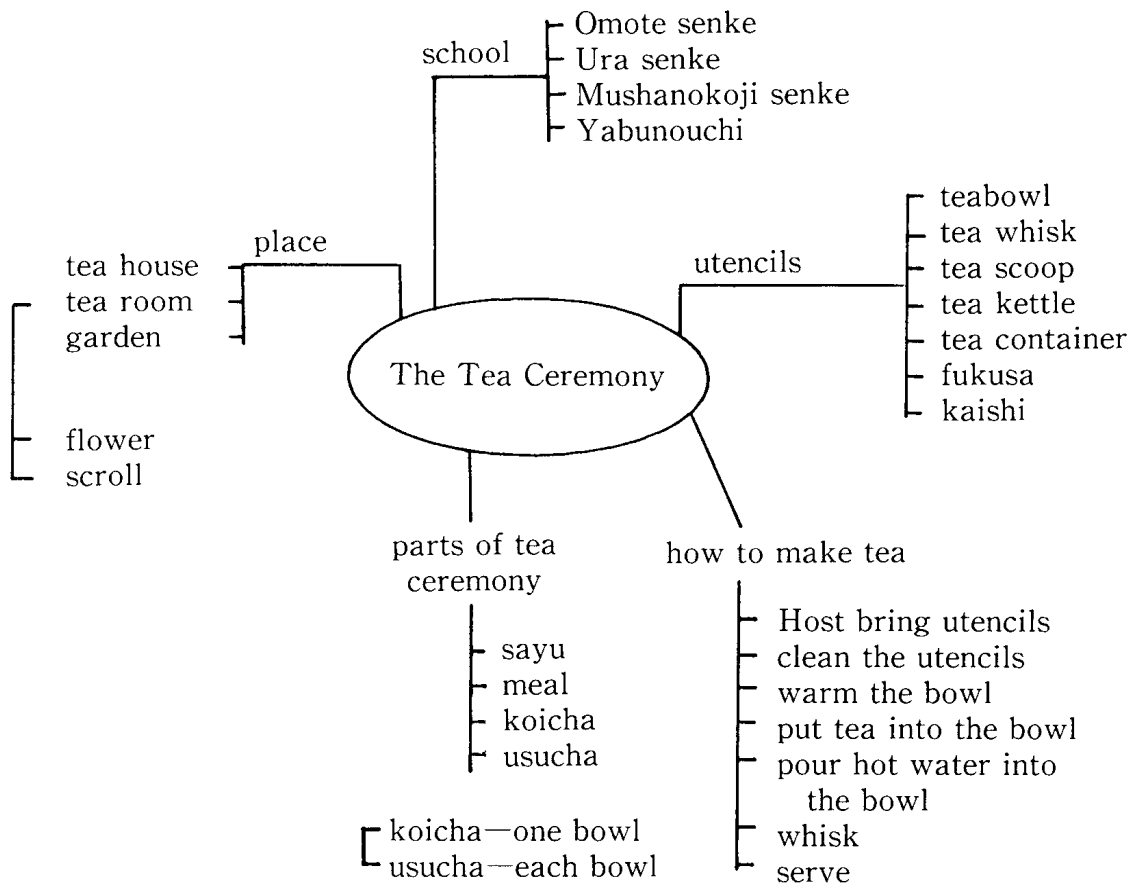 school
Omote senke
Ura senke
Mushanokoji senke
Yabunouchi
place
tea house
tea room
garden
flower
scroll
utencils
teabowl
tea whisk
tea scoop
tea kettle
tea container
fukusa
kaishi
The Tea Ceremony
parts of tea
ceremony
sayu
meal
koicha
usucha
koicha—one bowl
usucha—each bowl
how to make tea
Host bring utencils
clean the utencils
warm the bowl
put tea into the bowl
pour hot water into
the bowl
whisk
serve